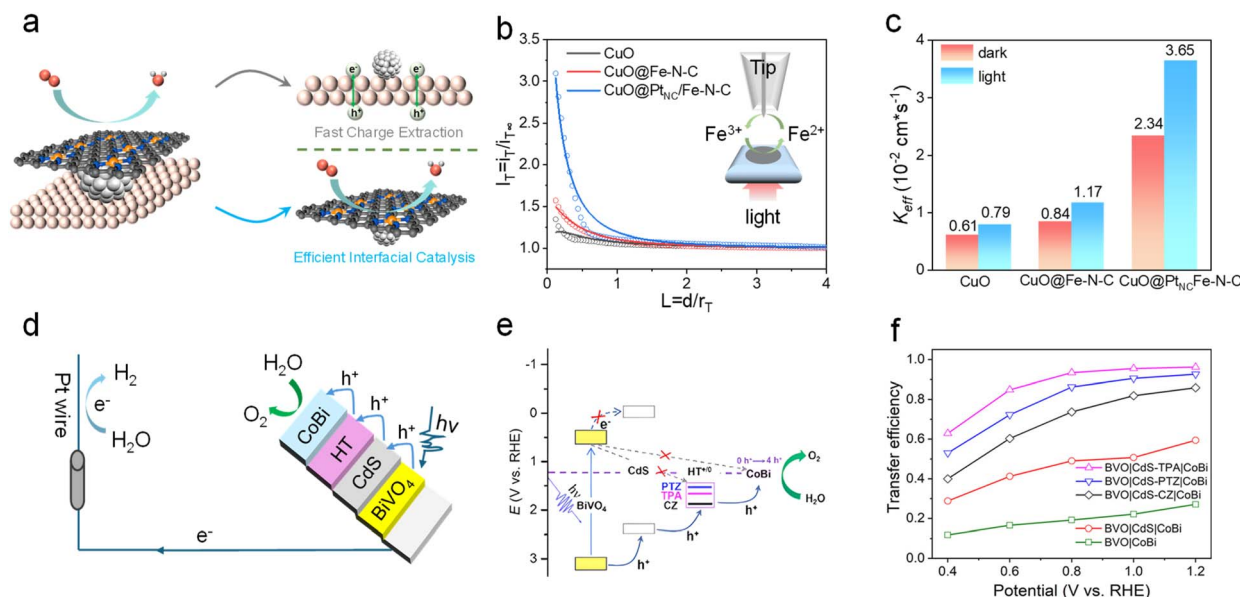 a
e⁻
e⁻
h⁺
h⁺
Fast Charge Extraction
Efficient Interfacial Catalysis
b
CuO
CuO@Fe-N-C
CuO@Pt_NC/Fe-N-C
Tip
Fe³⁺
Fe²⁺
light
I_T=i_T/i_T∞
3.5
3.0
2.5
2.0
1.5
1.0
0
1
2
3
4
L=d/r_T
c
dark
light
K_eff (10⁻² cm*s⁻¹)
4
3
2
1
0
0.61
0.79
0.84
1.17
2.34
3.65
CuO
CuO@Fe-N-C
CuO@Pt_NCFe-N-C
d
Pt wire
H₂
e⁻
H₂O
H₂O
O₂
h⁺
h⁺
h⁺
hν
CoBi
HT
CdS
BiVO₄
e⁻
e
E (V vs. RHE)
-1
0
1
2
3
e⁻
hν
BiVO₄
CdS
HT⁺/⁰
0 h⁺→4 h⁺
CoBi
PTZ
TPA
CZ
O₂
H₂O
h⁺
h⁺
h⁺
f
Transfer efficiency
1.0
0.8
0.6
0.4
0.2
0.0
BVO|CdS-TPA|CoBi
BVO|CdS-PTZ|CoBi
BVO|CdS-CZ|CoBi
BVO|CdS|CoBi
BVO|CoBi
0.4
0.6
0.8
1.0
1.2
Potential (V vs. RHE)